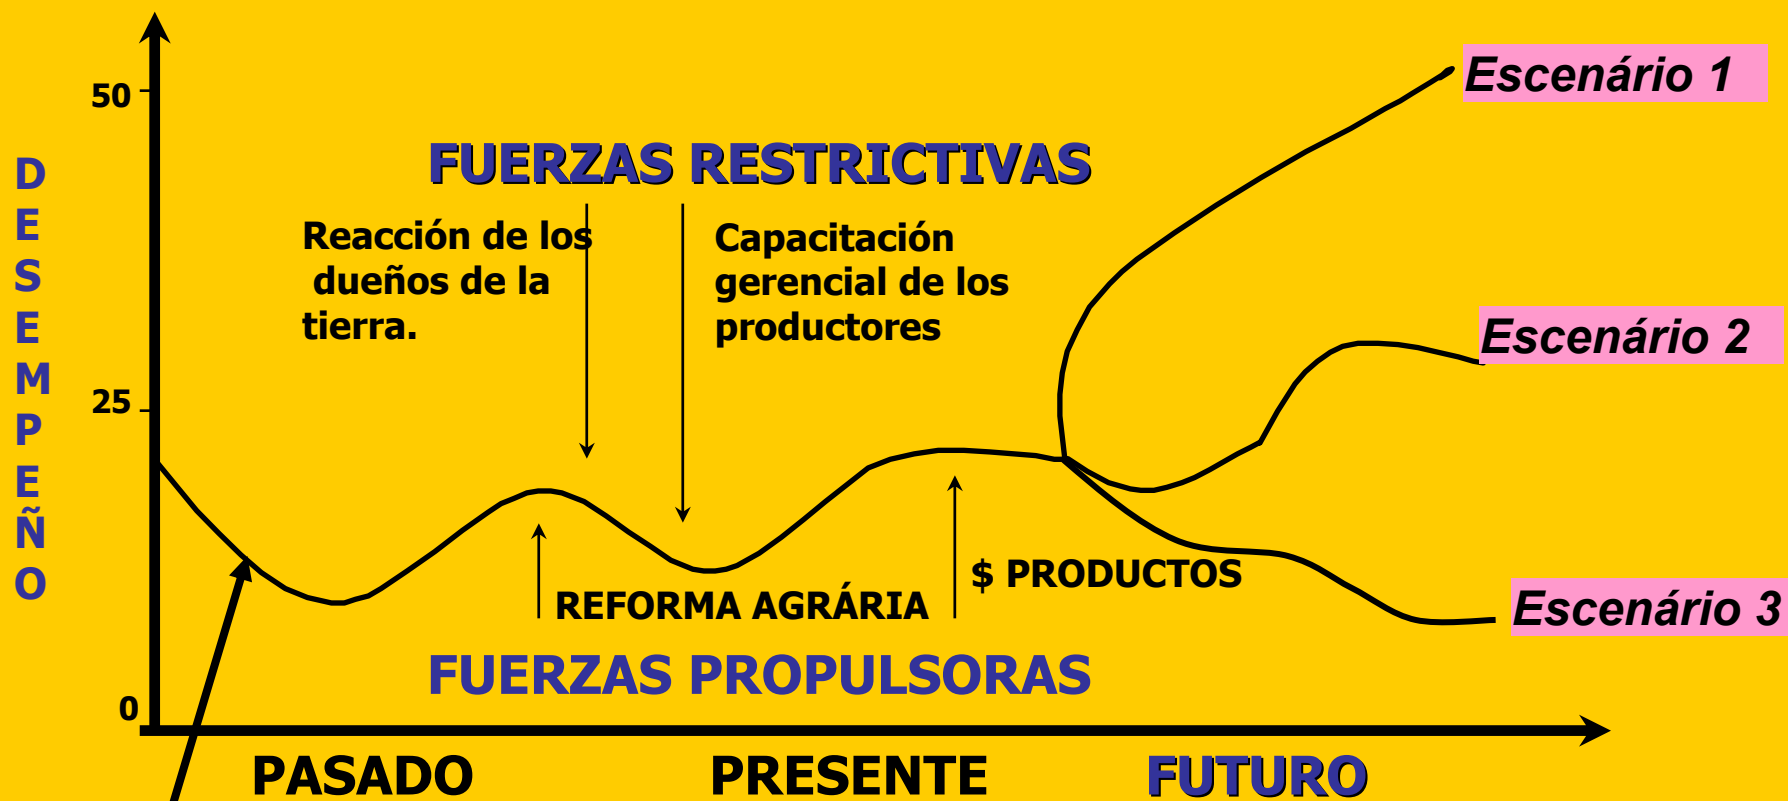 DESEMPEÑO
50
25
0
FUERZAS RESTRICTIVAS
Reacción de los
dueños de la
tierra.
Capacitación
gerencial de los
productores
REFORMA AGRÁRIA
$ PRODUCTOS
FUERZAS PROPULSORAS
Escenário 1
Escenário 2
Escenário 3
PASADO
PRESENTE
FUTURO